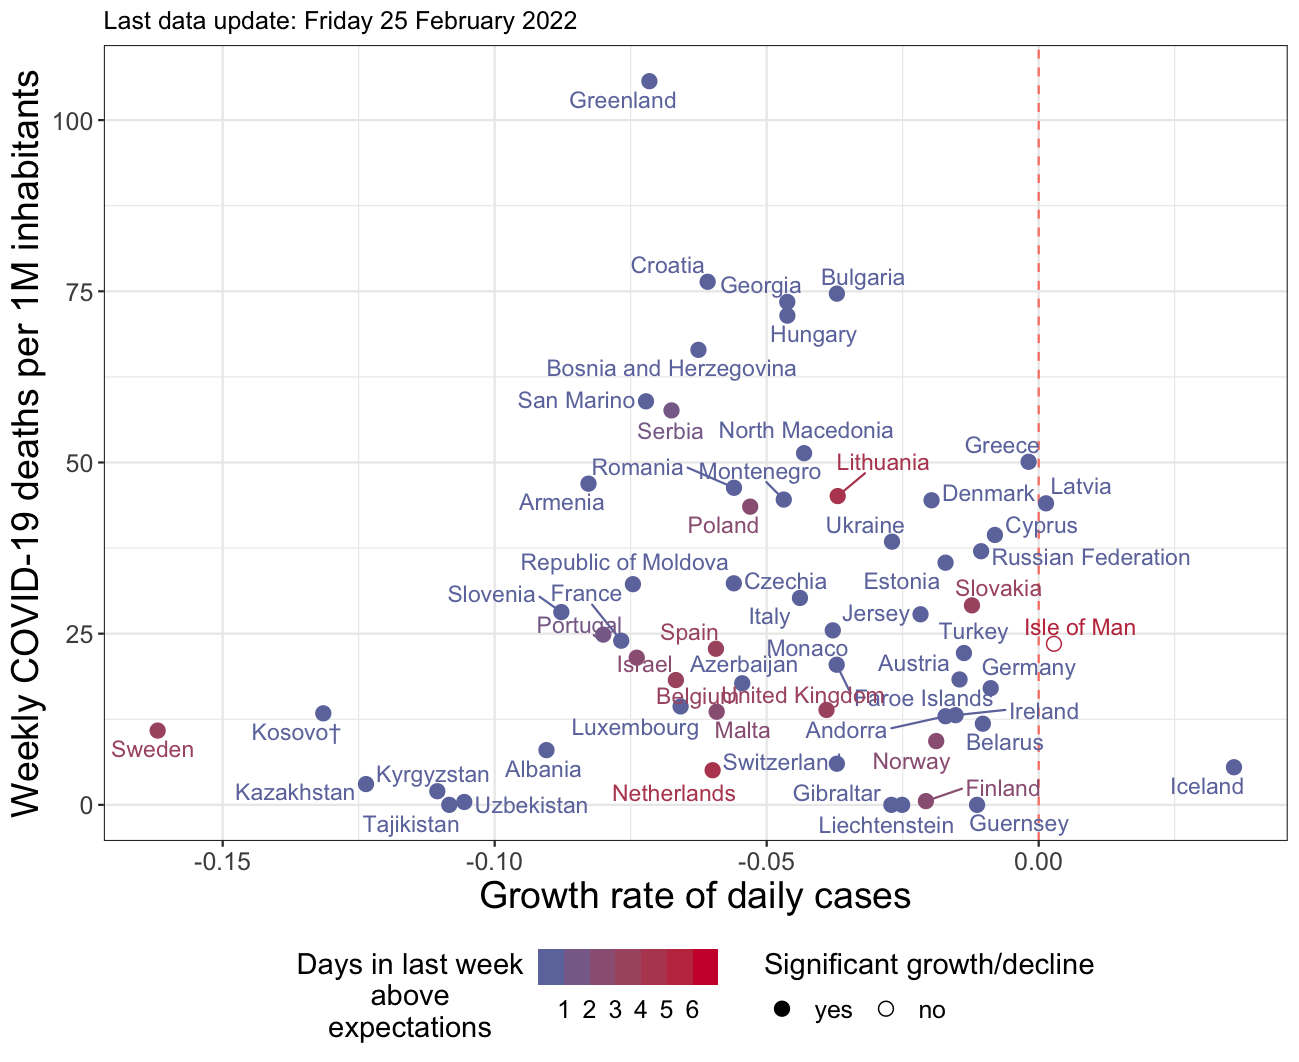 Last data update: Friday 25 February 2022
Weekly COVID-19 deaths per 1M inhabitants
100
75
50
25
0
Greenland
Croatia
Georgia
Bulgaria
Hungary
Bosnia and Herzegovina
San Marino
Serbia
North Macedonia
Greece
Romania
Montenegro
Lithuania
Armenia
Denmark
Latvia
Poland
Ukraine
Cyprus
Republic of Moldova
Russian Federation
Slovenia
France
Czechia
Estonia
Slovakia
Portugal
Spain
Italy
Jersey
Turkey
Isle of Man
Israel
Azerbaijan
Monaco
Austria
Germany
Belgium
United Kingdom
Faroe Islands
Ireland
Luxembourg
Malta
Andorra
Belarus
Sweden
Kosovo†
Albania
Switzerland
Norway
Kazakhstan
Kyrgyzstan
Netherlands
Gibraltar
Finland
Iceland
Tajikistan
Uzbekistan
Liechtenstein
Guernsey
-0.15
-0.10
-0.05
0.00
Growth rate of daily cases
Days in last week
above
expectations
1 2 3 4 5 6
Significant growth/decline
yes
no